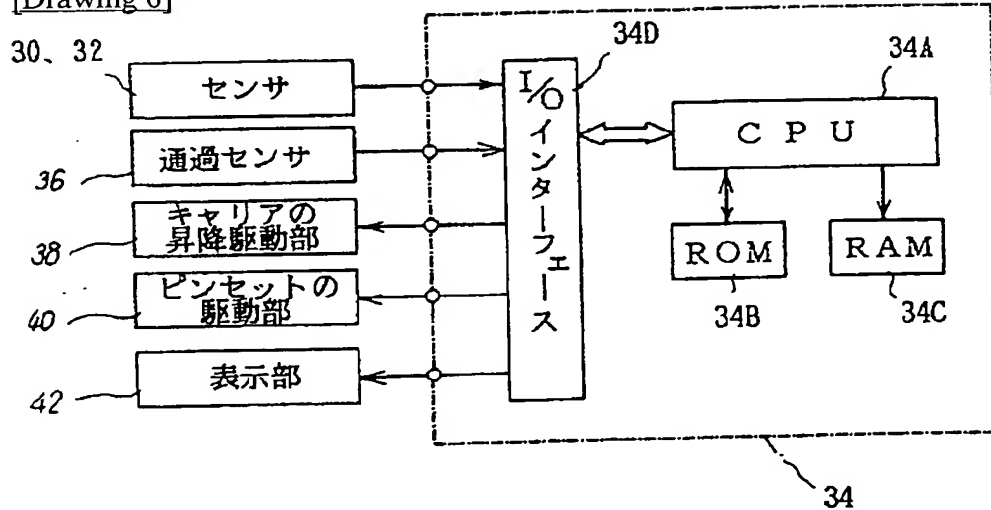 [Drawing 6]
30、32
センサ
36
通過センサ
38
キャリアの
昇降駆動部
40
ピンセットの
駆動部
42
表示部
34D
I/Oインターフェース
34A
CPU
ROM
34B
RAM
34C
34